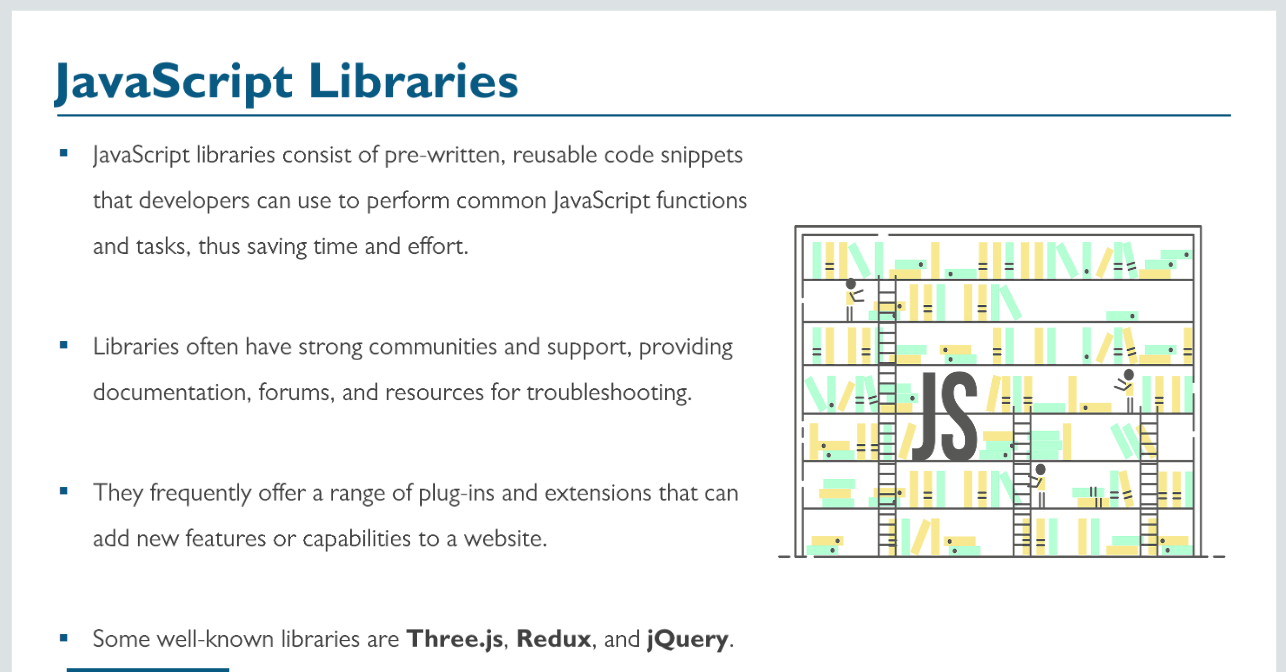 JavaScript Libraries
▪ JavaScript libraries consist of pre-written, reusable code snippets
that developers can use to perform common JavaScript functions
and tasks, thus saving time and effort.
▪ Libraries often have strong communities and support, providing
documentation, forums, and resources for troubleshooting.
▪ They frequently offer a range of plug-ins and extensions that can
add new features or capabilities to a website.
▪ Some well-known libraries are Three.js, Redux, and jQuery.
JS